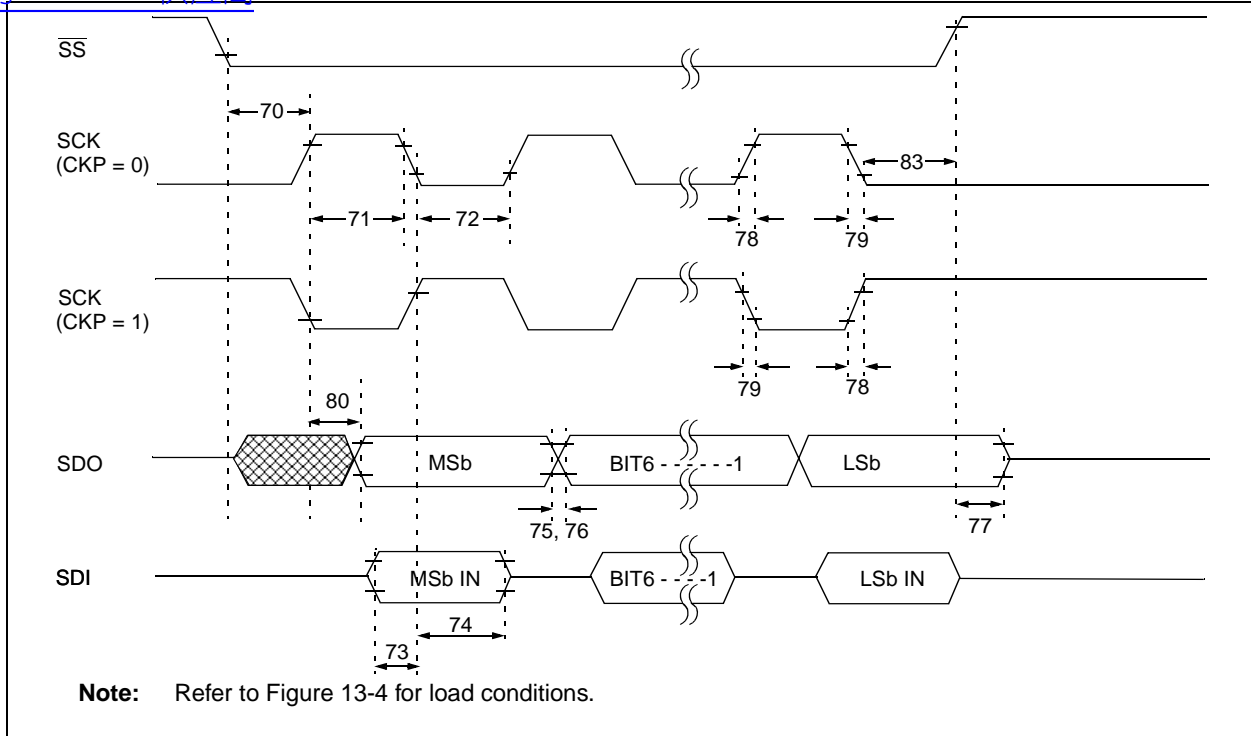 SS
70
SCK
(CKP = 0)
83
71
72
78
79
SCK
(CKP = 1)
79
78
80
SDO
MSb
BIT6 - - - - - -1
LSb
75, 76
77
SDI
MSb IN
BIT6 - - - -1
LSb IN
74
73
Note: Refer to Figure 13-4 for load conditions.